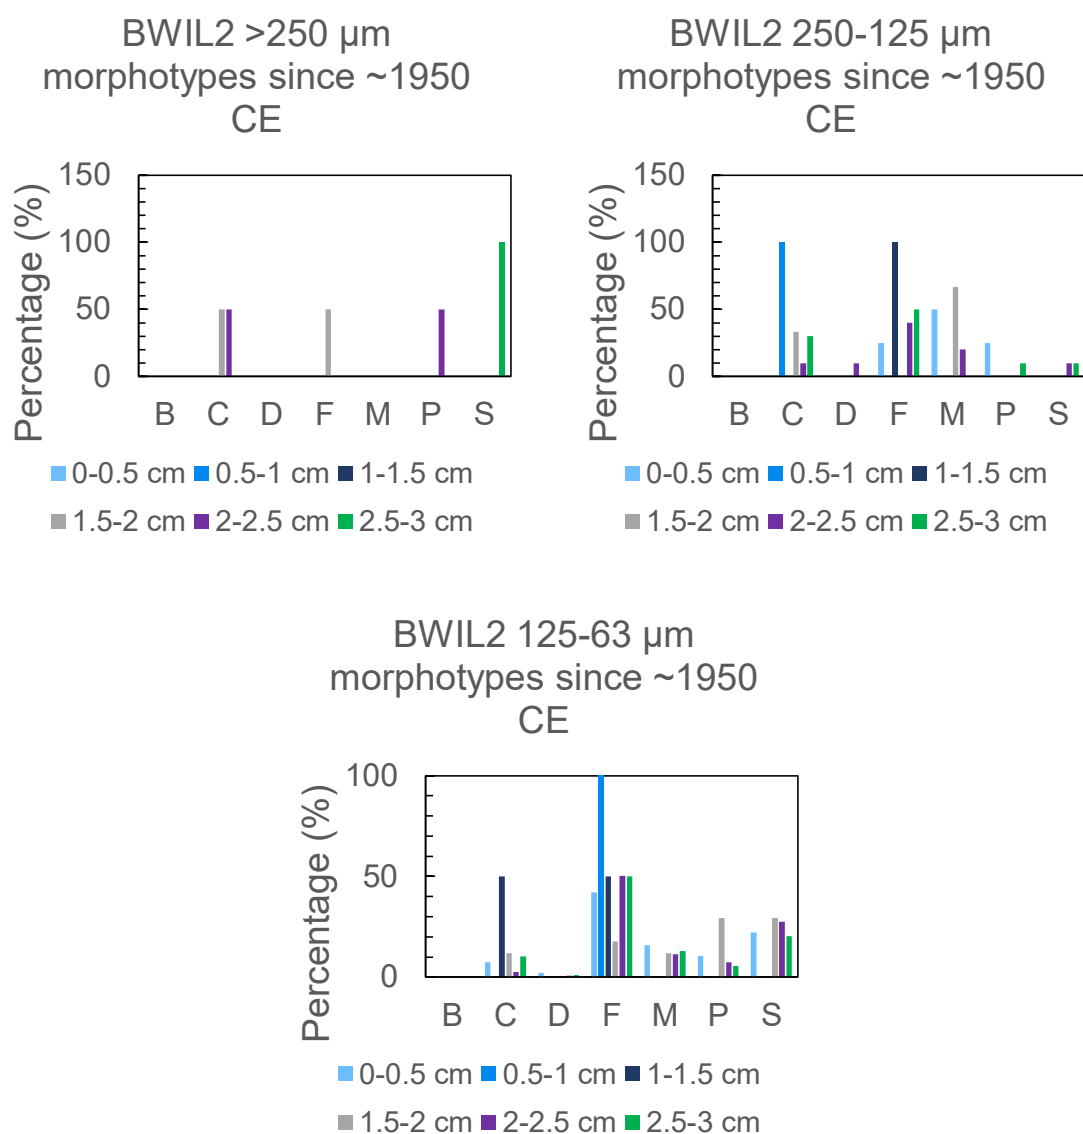 BWIL2 >250 µm
morphotypes since ~1950
CE
Percentage (%)
150
100
50
0
B C D F M P S
0-0.5 cm 0.5-1 cm 1-1.5 cm
1.5-2 cm 2-2.5 cm 2.5-3 cm
BWIL2 250-125 µm
morphotypes since ~1950
CE
Percentage (%)
150
100
50
0
B C D F M P S
0-0.5 cm 0.5-1 cm 1-1.5 cm
1.5-2 cm 2-2.5 cm 2.5-3 cm
BWIL2 125-63 µm
morphotypes since ~1950
CE
Percentage (%)
100
50
0
B C D F M P S
0-0.5 cm 0.5-1 cm 1-1.5 cm
1.5-2 cm 2-2.5 cm 2.5-3 cm